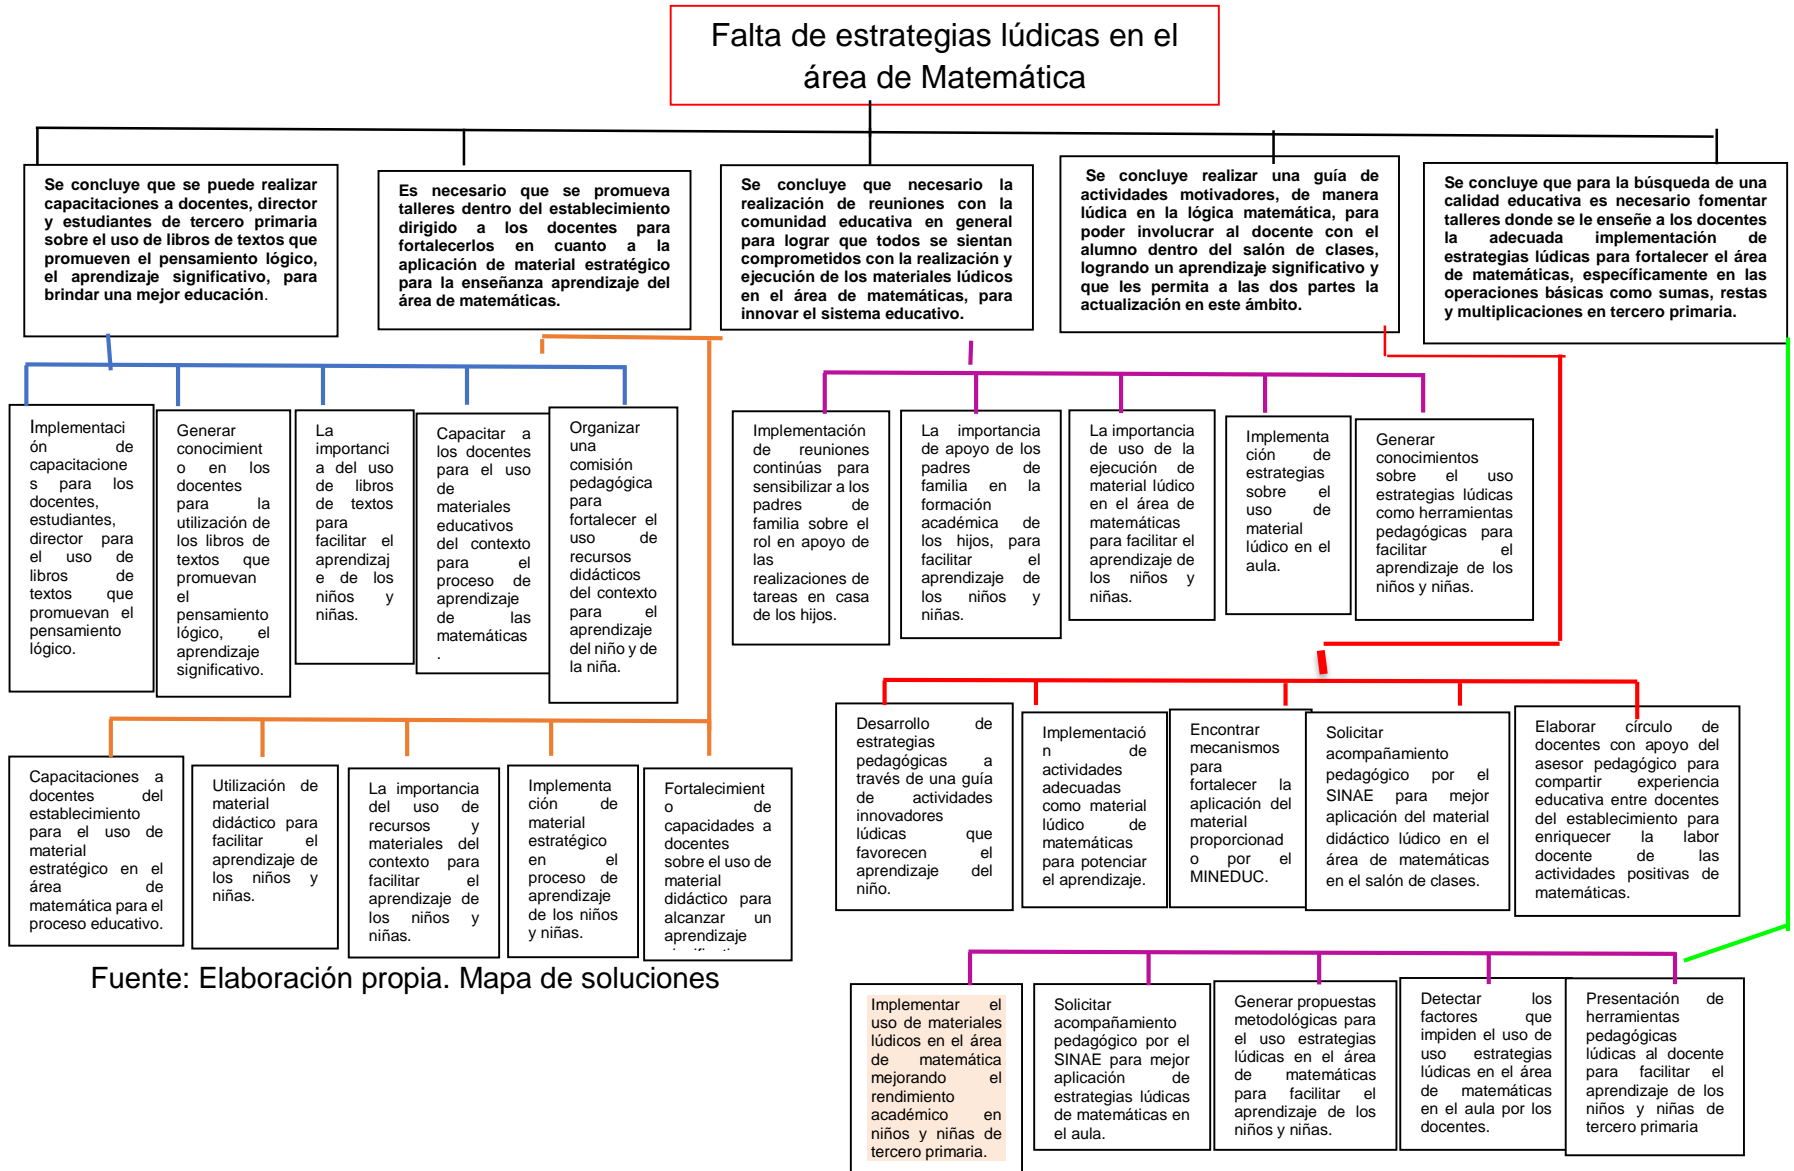 Falta de estrategias lúdicas en el
área de Matemática
Se concluye que se puede realizar
capacitaciones a docentes, director
y estudiantes de tercero primaria
sobre el uso de libros de textos que
promueven el pensamiento lógico,
el aprendizaje significativo, para
brindar una mejor educación.
Es necesario que se promueva
talleres dentro del establecimiento
dirigido a los docentes para
fortalecerlos en cuanto a la
aplicación de material estratégico
para la enseñanza aprendizaje del
área de matemáticas.
Se concluye que necesario la
realización de reuniones con la
comunidad educativa en general
para lograr que todos se sientan
comprometidos con la realización y
ejecución de los materiales lúdicos
en el área de matemáticas, para
innovar el sistema educativo.
Se concluye realizar una guía de
actividades motivadores, de manera
lúdica en la lógica matemática, para
poder involucrar al docente con el
alumno dentro del salón de clases,
logrando un aprendizaje significativo y
que les permita a las dos partes la
actualización en este ámbito.
Se concluye que para la búsqueda de una
calidad educativa es necesario fomentar
talleres donde se le enseñe a los docentes
la adecuada implementación de
estrategias lúdicas para fortalecer el área
de matemáticas, específicamente en las
operaciones básicas como sumas, restas
y multiplicaciones en tercero primaria.
Implementaci
ón de
capacitacione
s para los
docentes,
estudiantes,
director para
el uso de
libros de
textos que
promuevan el
pensamiento
lógico.
Generar
conocimient
o en los
docentes
para la
utilización de
los libros de
textos que
promuevan
el
pensamiento
lógico, el
aprendizaje
significativo.
La
importanci
a del uso
de libros
de textos
para
facilitar el
aprendizaj
e de los
niños y
niñas.
Capacitar a
los docentes
para el uso
de
materiales
educativos
del contexto
para el
proceso de
aprendizaje
de las
matemáticas
.
Organizar
una
comisión
pedagógica
para
fortalecer el
uso de
recursos
didácticos
del contexto
para el
aprendizaje
del niño y de
la niña.
Implementación
de reuniones
continúas para
sensibilizar a los
padres de
familia sobre el
rol en apoyo de
las
realizaciones de
tareas en casa
de los hijos.
La importancia
de apoyo de los
padres de
familia en la
formación
académica de
los hijos, para
facilitar el
aprendizaje de
los niños y
niñas.
La importancia
de uso de la
ejecución de
material lúdico
en el área de
matemáticas
para facilitar el
aprendizaje de
los niños y
niñas.
Implementa
ción de
estrategias
sobre el
uso de
material
lúdico en el
aula.
Generar
conocimientos
sobre el uso
estrategias lúdicas
como herramientas
pedagógicas para
facilitar el
aprendizaje de los
niños y niñas.
Desarrollo de
estrategias
pedagógicas a
través de una guía
de actividades
innovadores
lúdicas que
favorecen el
aprendizaje del
niño.
Implementació
n de
actividades
adecuadas
como material
lúdico de
matemáticas
para potenciar
el aprendizaje.
Encontrar
mecanismos
para
fortalecer la
aplicación del
material
proporcionad
o por el
MINEDUC.
Solicitar
acompañamiento
pedagógico por el
SINAE para mejor
aplicación del material
didáctico lúdico en el
área de matemáticas
en el salón de clases.
Elaborar círculo de
docentes con apoyo del
asesor pedagógico para
compartir experiencia
educativa entre docentes
del establecimiento para
enriquecer la labor
docente de las
actividades positivas de
matemáticas.
Capacitaciones a
docentes del
establecimiento
para el uso de
material
estratégico en el
área de
matemática para el
proceso educativo.
Utilización de
material
didáctico para
facilitar el
aprendizaje de
los niños y
niñas.
La importancia
del uso de
recursos y
materiales del
contexto para
facilitar el
aprendizaje de
los niños y
niñas.
Implementa
ción de
material
estratégico
en el
proceso de
aprendizaje
de los niños
y niñas.
Fortalecimient
o de
capacidades a
docentes
sobre el uso de
material
didáctico para
alcanzar un
aprendizaje
Fuente: Elaboración propia. Mapa de soluciones
Implementar el
uso de materiales
lúdicos en el área
de matemática
mejorando el
rendimiento
académico en
niños y niñas de
tercero primaria.
Solicitar
acompañamiento
pedagógico por el
SINAE para mejor
aplicación de
estrategias lúdicas
de matemáticas en
el aula.
Generar propuestas
metodológicas para
el uso estrategias
lúdicas en el área
de matemáticas
para facilitar el
aprendizaje de los
niños y niñas.
Detectar los
factores que
impiden el uso de
uso estrategias
lúdicas en el área
de matemáticas
en el aula por los
docentes.
Presentación de
herramientas
pedagógicas
lúdicas al docente
para facilitar el
aprendizaje de los
niños y niñas de
tercero primaria